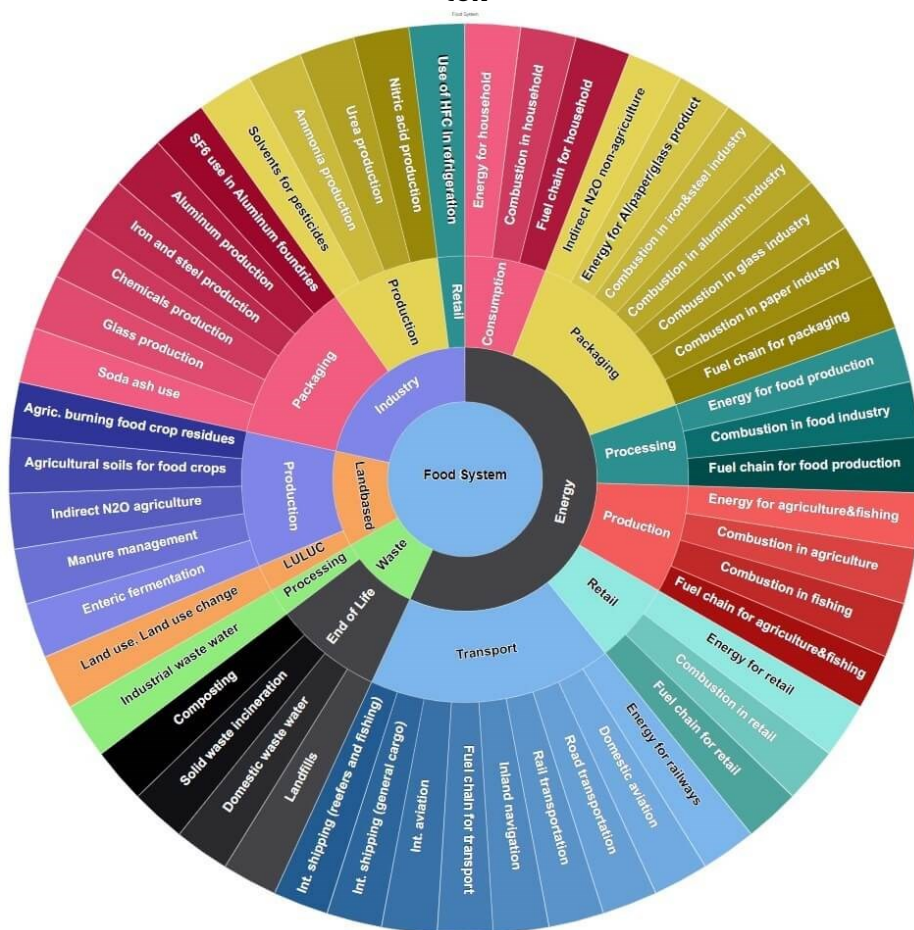 Food System
Food System
Energy
Consumption
Energy for household
Combustion in household
Fuel chain for household
Packaging
Indirect N2O non-agriculture
Energy for Al/paper/glass product
Combustion in iron&steel industry
Combustion in aluminum industry
Combustion in glass industry
Combustion in paper industry
Fuel chain for packaging
Processing
Energy for food production
Combustion in food industry
Fuel chain for food production
Production
Energy for agriculture&fishing
Combustion in agriculture
Combustion in fishing
Fuel chain for agriculture&fishing
Retail
Energy for retail
Combustion in retail
Fuel chain for retail
Transport
Energy for railways
Domestic aviation
Road transportation
Rail transportation
Inland navigation
Fuel chain for transport
Int. aviation
Int. shipping (general cargo)
Int. shipping (reefers and fishing)
Waste
End of Life
Landfills
Domestic waste water
Solid waste incineration
Composting
Processing
Industrial waste water
Landbased
LULUC
Land use, Land use change
Production
Enteric fermentation
Manure management
Indirect N2O agriculture
Agricultural soils for food crops
Agric. burning food crop residues
Industry
Packaging
Soda ash use
Glass production
Chemicals production
Iron and steel production
Aluminum production
SF6 use in Aluminum foundries
Production
Solvents for pesticides
Ammonia production
Urea production
Nitric acid production
Retail
Use of HFC in refrigeration